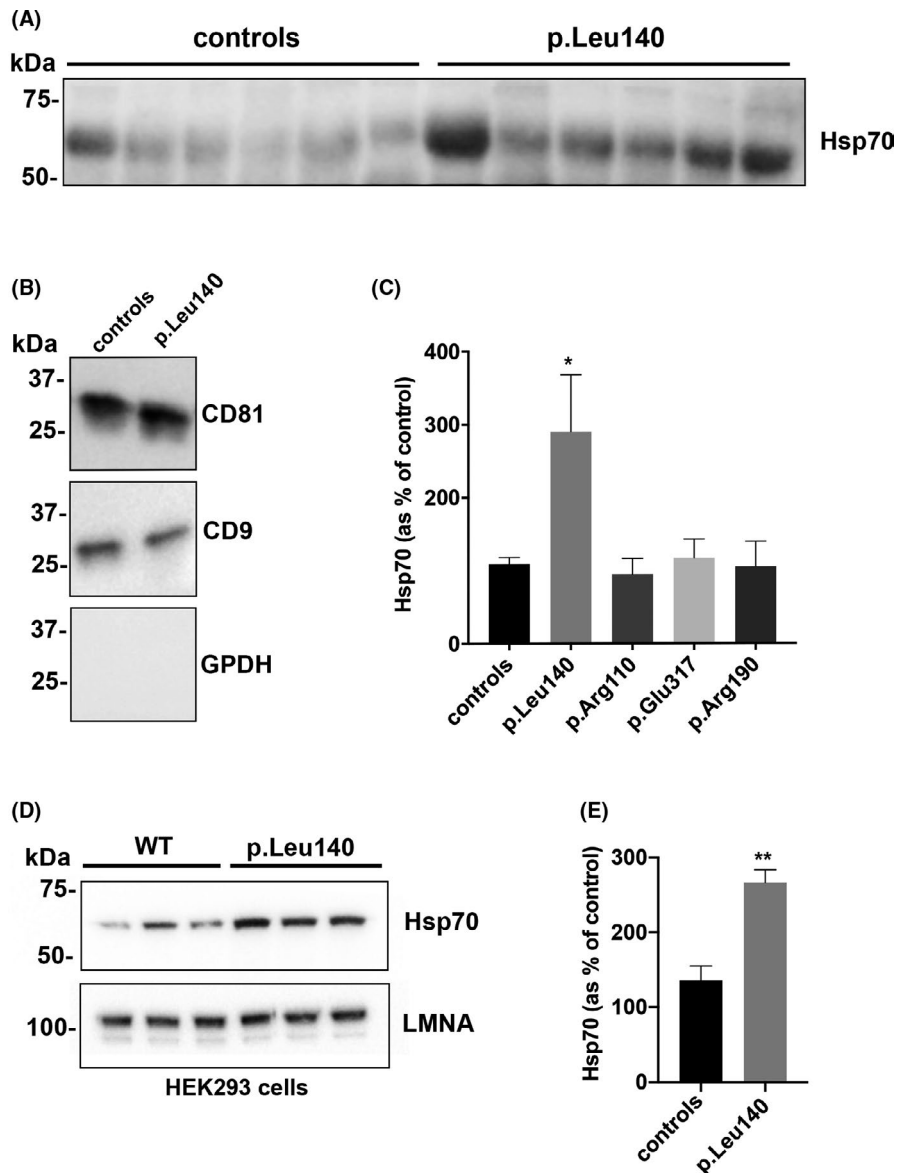 (A)
controls p.Leu140
kDa
75-
50-
Hsp70
(B)
controls p.Leu140
kDa
37-
25-
CD81
37-
25-
CD9
37-
25-
GPDH
(C)
Hsp70 (as % of control)
400
300
200
0
*
controls
p.Leu140
p.Arg110
p.Glu317
p.Arg190
(D)
WT p.Leu140
kDa
75-
50-
Hsp70
100-
LMNA
HEK293 cells
(E)
Hsp70 (as % of control)
300
200
100
0
**
controls
p.Leu140